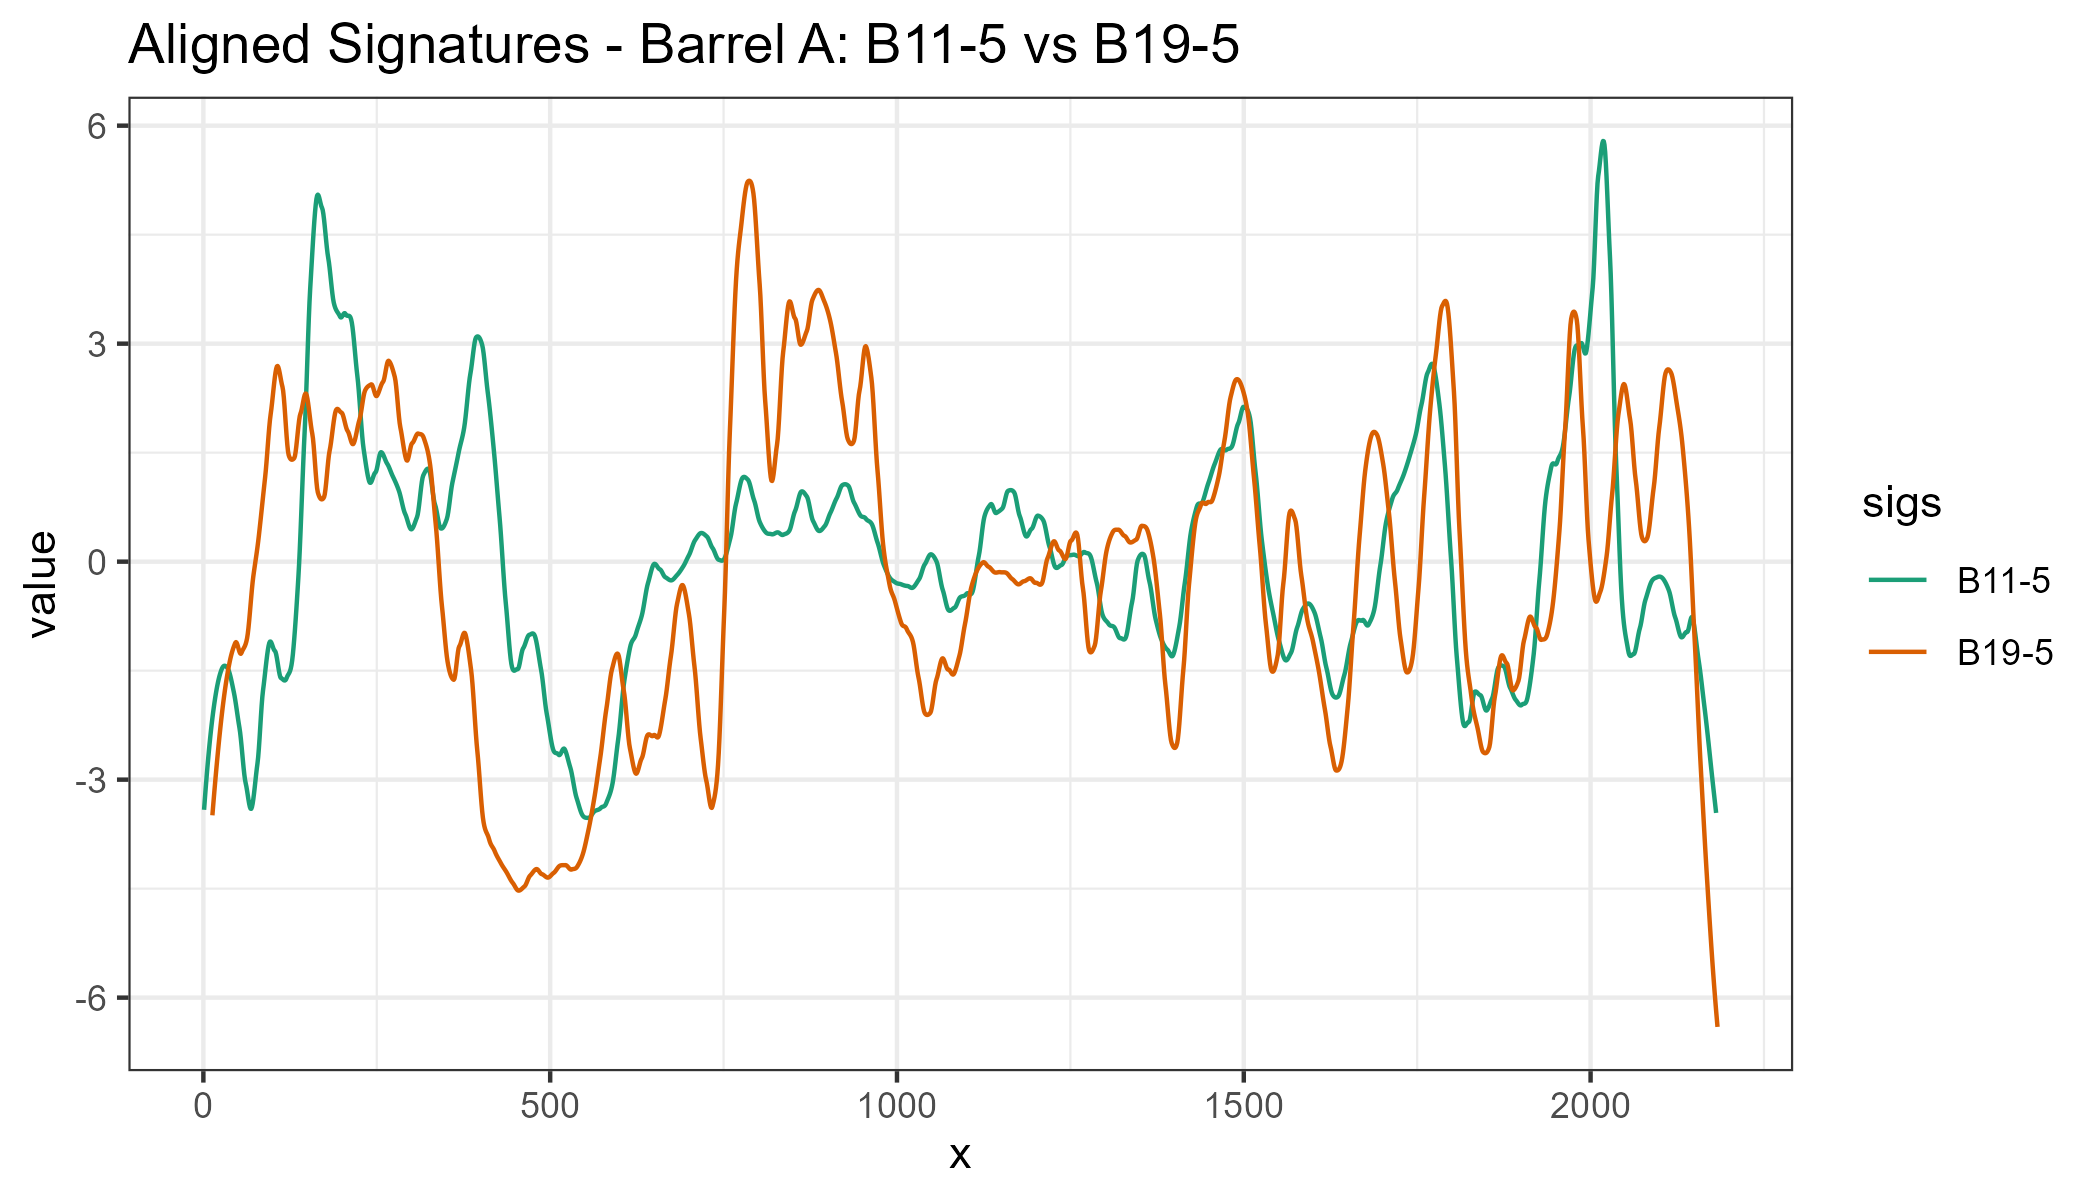 Aligned Signatures - Barrel A: B11-5 vs B19-5
6
3
0
-3
-6
value
0 500 1000 1500 2000
x
sigs
B11-5
B19-5